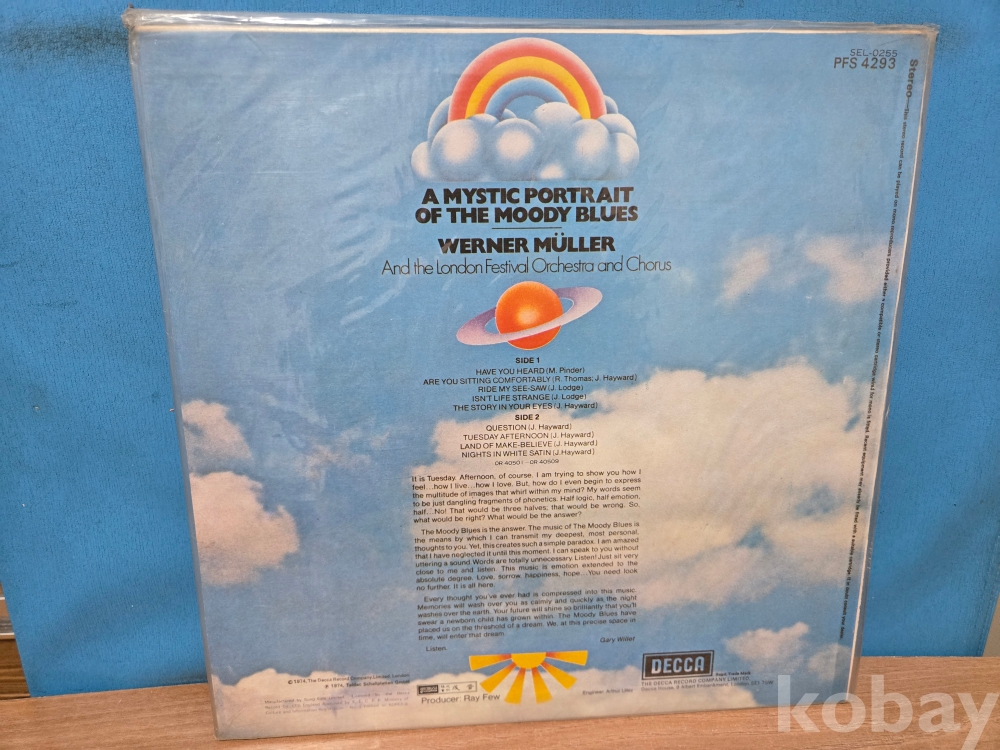 SEL-0255
PFS 4293
A MYSTIC PORTRAIT
OF THE MOODY BLUES
WERNER MÜLLER
And the London Festival Orchestra and Chorus
SIDE 1
HAVE YOU HEARD (M. Pinder)
ARE YOU SITTING COMFORTABLY (R. Thomas; J. Hayward)
RIDE MY SEE-SAW (J. Lodge)
ISN'T LIFE STRANGE (J. Lodge)
THE STORY IN YOUR EYES (J. Hayward)
SIDE 2
QUESTION (J. Hayward)
TUESDAY AFTERNOON (J. Hayward)
LAND OF MAKE-BELIEVE (J. Hayward)
NIGHTS IN WHITE SATIN (J. Hayward)
OR 40501 - OR 40509
It is Tuesday. Afternoon, of course. I am trying to show you how I
feel...how I live...how I love. But, how do I even begin to express
the multitude of images that whirl within my mind? My words seem
to be just dangling fragments of phonetics. Half logic, half emotion,
half...No! That would be three halves; that would be wrong. So,
what would be right? What would be the answer?
The Moody Blues is the answer. The music of The Moody Blues is
the means by which I can transmit my deepest, most personal,
thoughts to you. Yet, this creates such a simple paradox. I am amazed
that I have neglected it until this moment. I can speak to you without
uttering a sound. Words are totally unnecessary. Listen! Just sit very
close to me and listen. This music is emotion extended to the
absolute degree. Love, sorrow, happiness, hope...You need look
no further. It is all here.
Every thought you've ever had is compressed into this music.
Memories will wash over you as calmly and quickly as the night
washes over the earth. Your future will shine so brilliantly that you'll
swear a newborn child has grown within. The Moody Blues have
placed us on the threshold of a dream. We, at this precise space in
time, will enter that dream.
Listen.
Gary Willet
© 1974, The Decca Record Company Limited, London
Producer: Ray Few
DECCA
THE DECCA RECORD COMPANY LIMITED
Stereo—
kobay